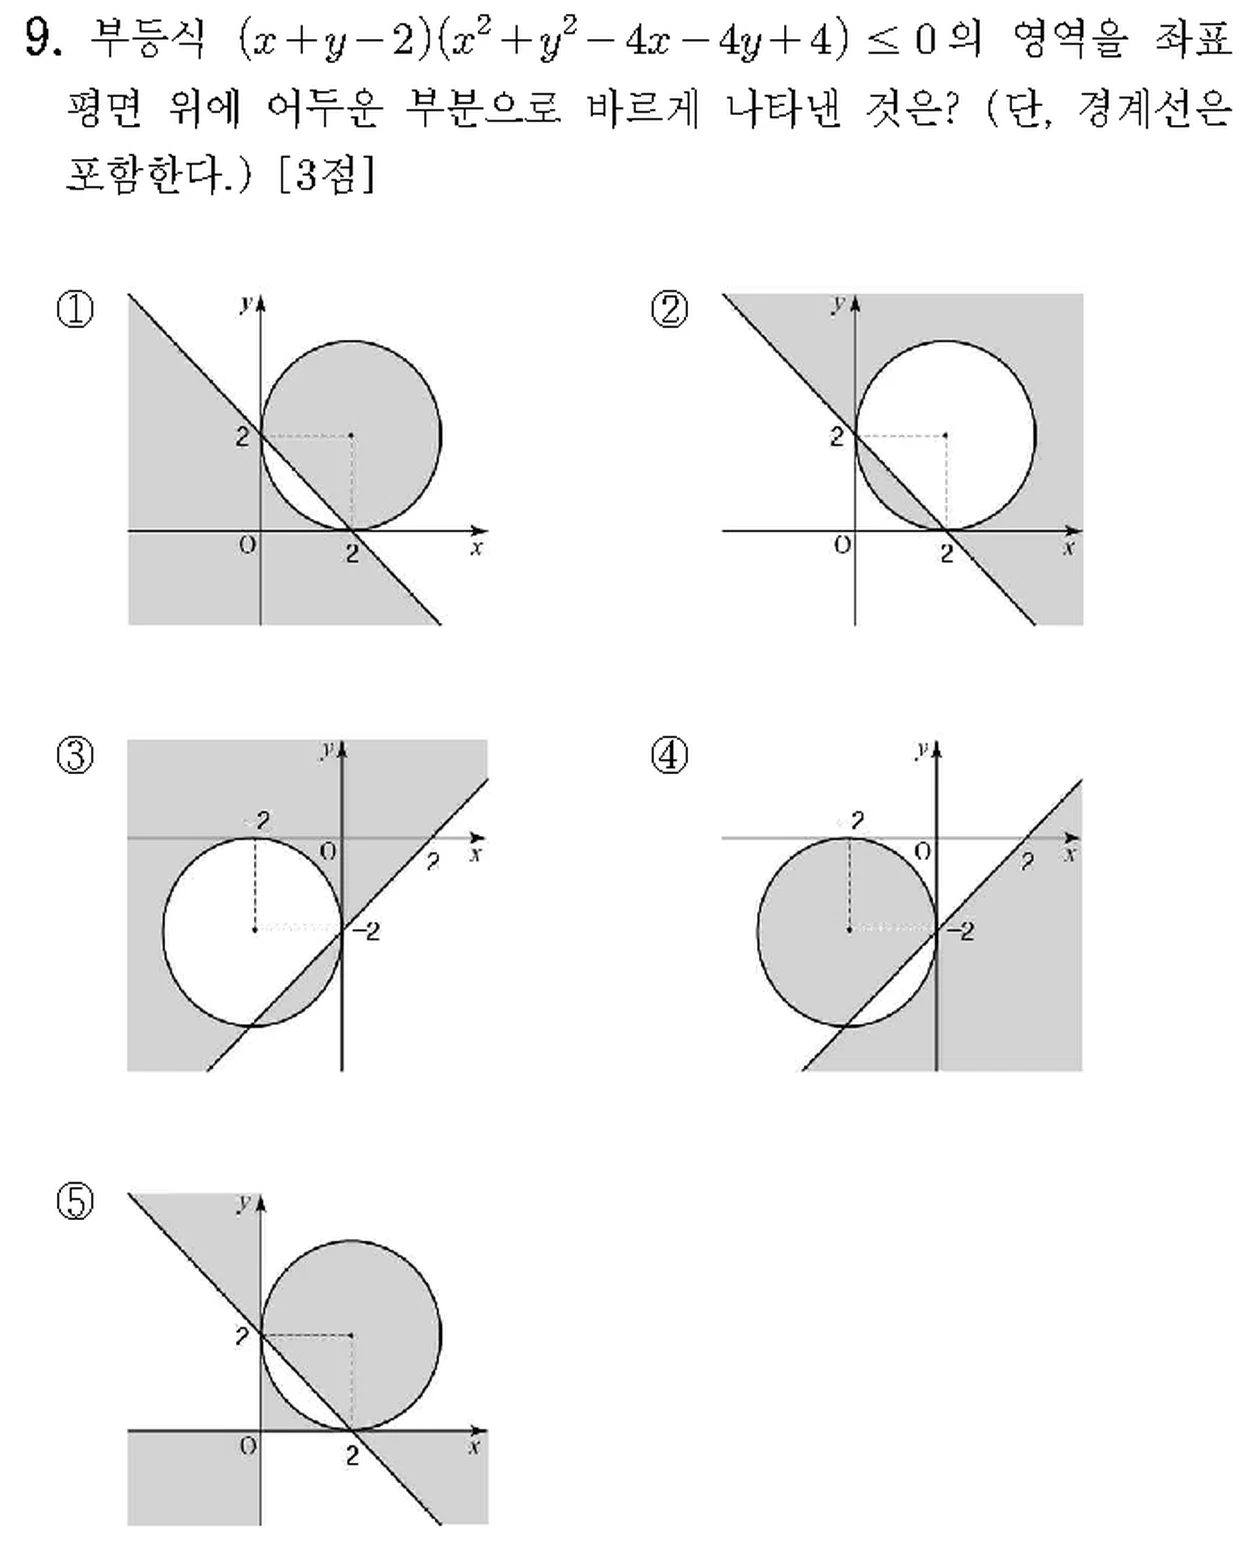 9. 부등식 (x+y−2)(x²+y²−4x−4y+4) ≤ 0의 영역을 좌표
평면 위에 어두운 부분으로 바르게 나타낸 것은? (단, 경계선은
포함한다.) [3점]
① y 2 O 2 x
② y 2 O 2 x
③ y -2 O 2 x −2
④ y -2 O 2 x −2
⑤ y 2 O 2 x